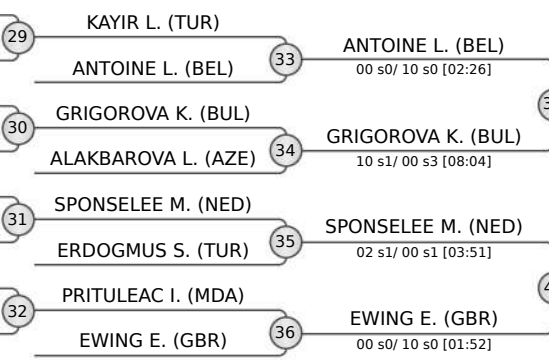 KAYIR L. (TUR)
29
ANTOINE L. (BEL)
33
ANTOINE L. (BEL)
00 s0/ 10 s0 [02:26]
GRIGOROVA K. (BUL)
30
ALAKBAROVA L. (AZE)
34
GRIGOROVA K. (BUL)
10 s1/ 00 s3 [08:04]
SPONSELEE M. (NED)
31
ERDOGMUS S. (TUR)
35
SPONSELEE M. (NED)
02 s1/ 00 s1 [03:51]
PRITULEAC I. (MDA)
32
EWING E. (GBR)
36
EWING E. (GBR)
00 s0/ 10 s0 [01:52]